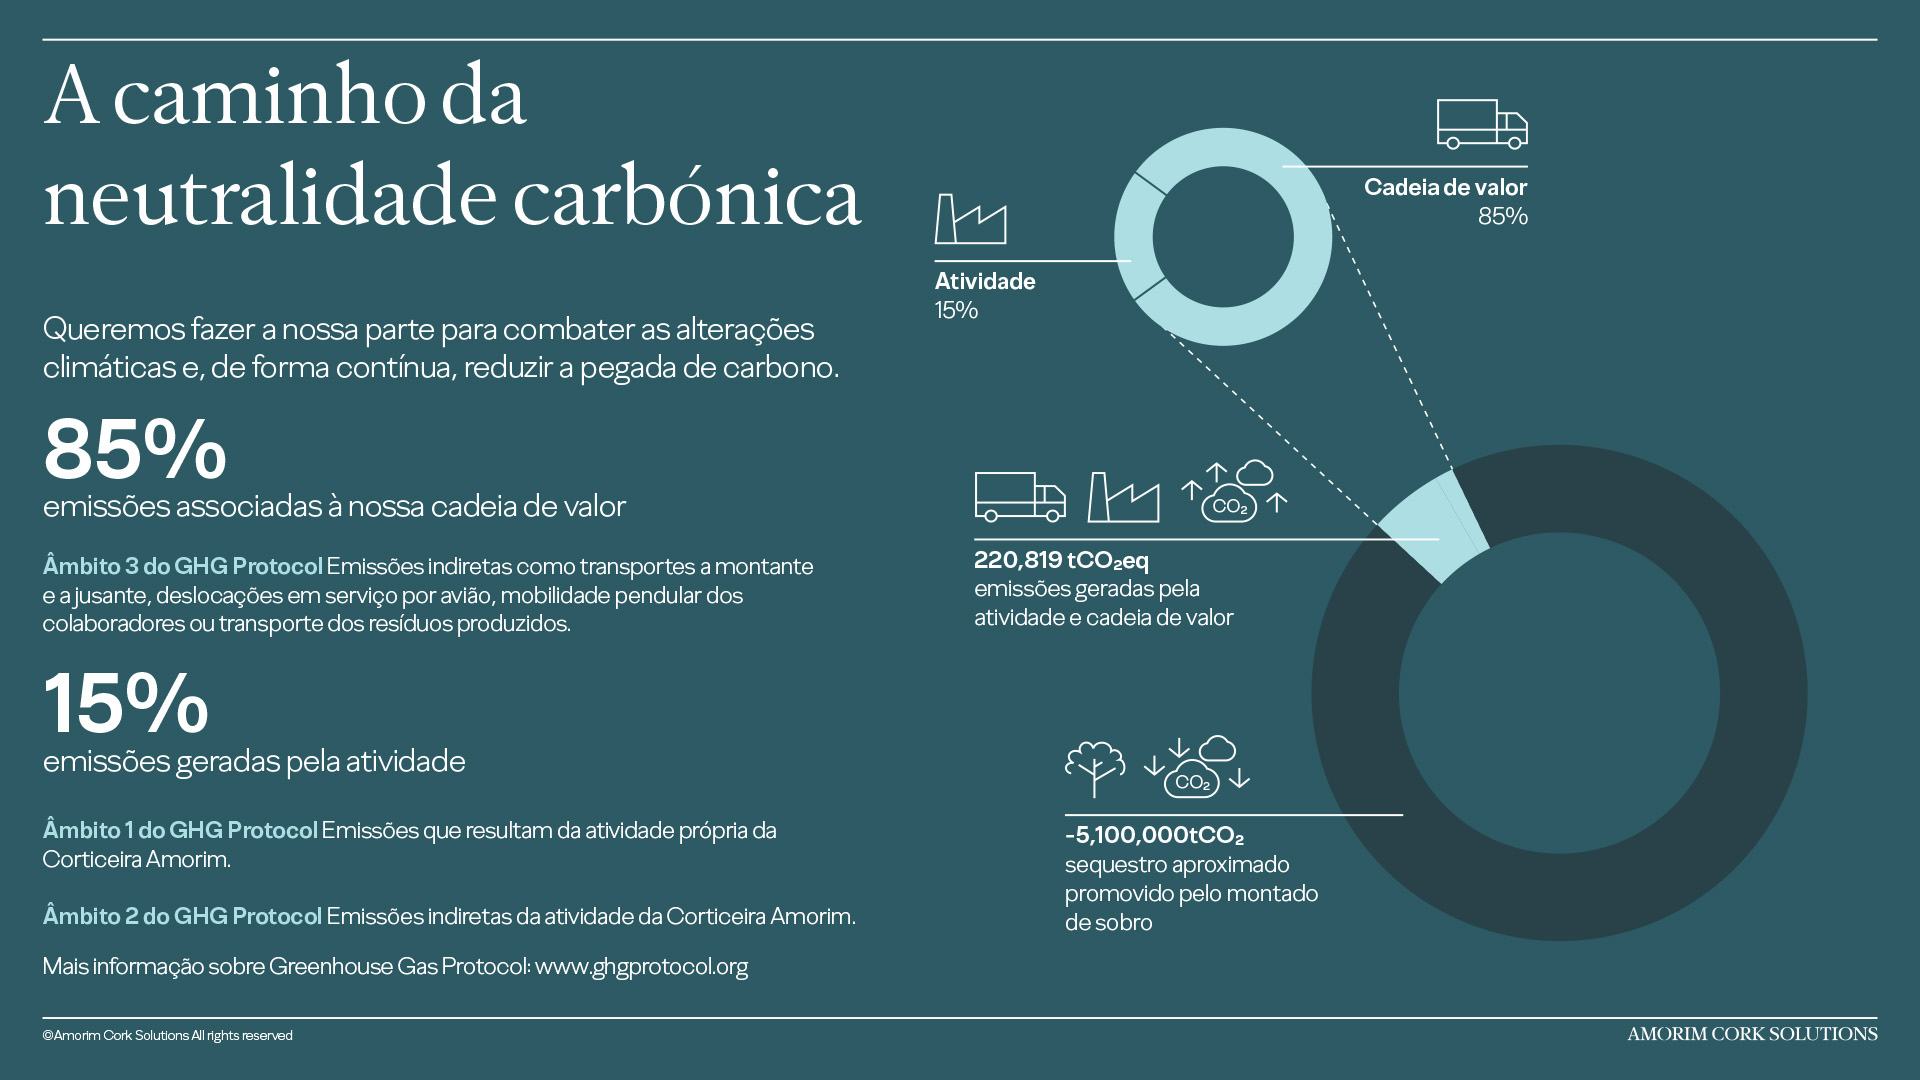 A caminho da
neutralidade carbónica
Queremos fazer a nossa parte para combater as alterações
climáticas e, de forma contínua, reduzir a pegada de carbono.
85%
emissões associadas à nossa cadeia de valor
Âmbito 3 do GHG Protocol Emissões indiretas como transportes a montante
e a jusante, deslocações em serviço por avião, mobilidade pendular dos
colaboradores ou transporte dos resíduos produzidos.
15%
emissões geradas pela atividade
Âmbito 1 do GHG Protocol Emissões que resultam da atividade própria da
Corticeira Amorim.
Âmbito 2 do GHG Protocol Emissões indiretas da atividade da Corticeira Amorim.
Mais informação sobre Greenhouse Gas Protocol: www.ghgprotocol.org
Cadeia de valor
85%
Atividade
15%
CO₂
220,819 tCO₂eq
emissões geradas pela
atividade e cadeia de valor
CO₂
-5,100,000tCO₂
sequestro aproximado
promovido pelo montado
de sobro
©Amorim Cork Solutions All rights reserved
AMORIM CORK SOLUTIONS